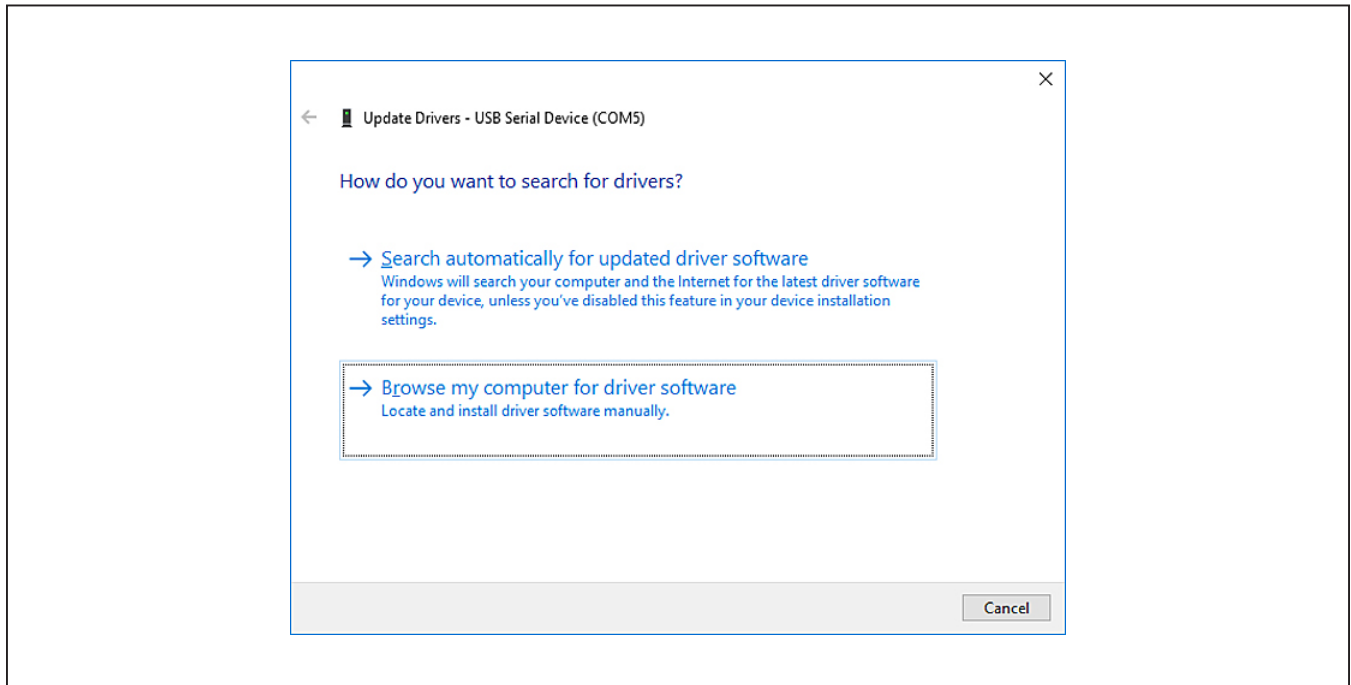 Update Drivers - USB Serial Device (COM5)
How do you want to search for drivers?
Search automatically for updated driver software
Windows will search your computer and the Internet for the latest driver software
for your device, unless you've disabled this feature in your device installation
settings.
Browse my computer for driver software
Locate and install driver software manually.
Cancel